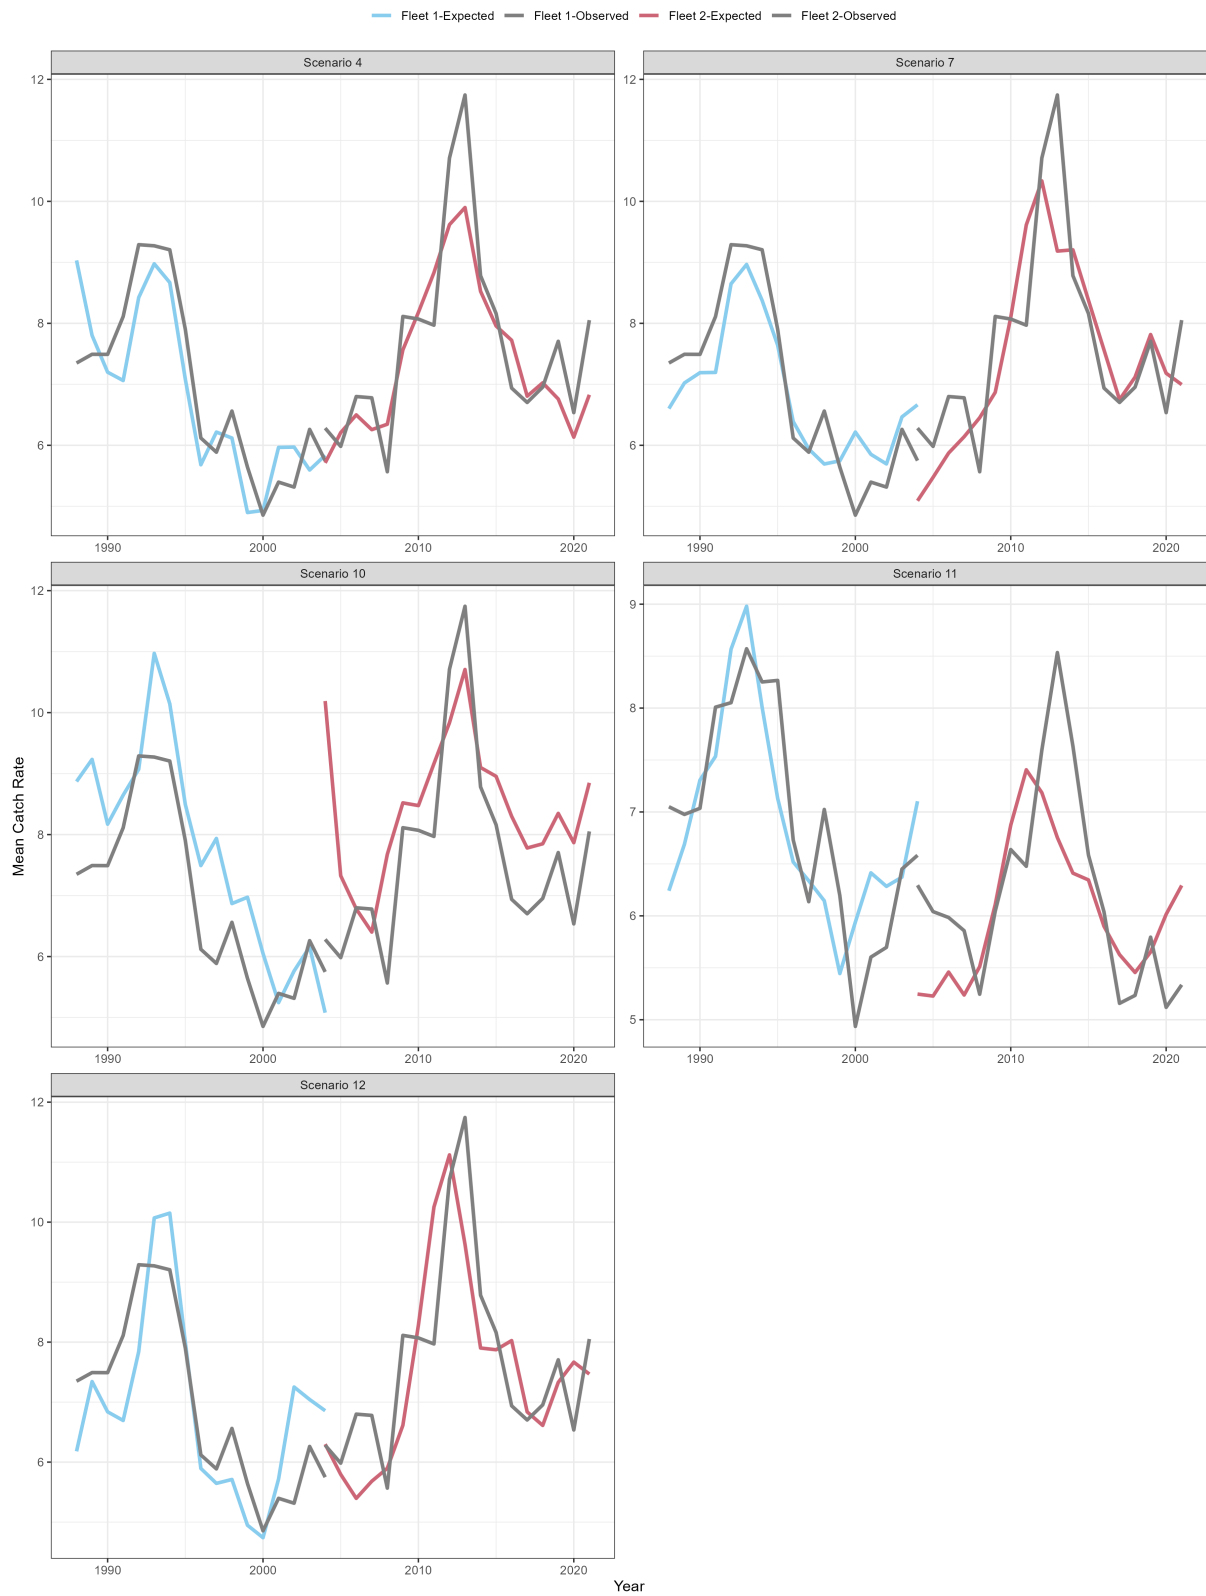 Fleet 1-Expected Fleet 1-Observed Fleet 2-Expected Fleet 2-Observed
Scenario 4
12
10
8
6
1990 2000 2010 2020
Scenario 7
12
10
8
6
1990 2000 2010 2020
Scenario 10
12
10
8
6
1990 2000 2010 2020
Scenario 11
9
8
7
6
5
1990 2000 2010 2020
Scenario 12
12
10
8
6
1990 2000 2010 2020
Mean Catch Rate
Year